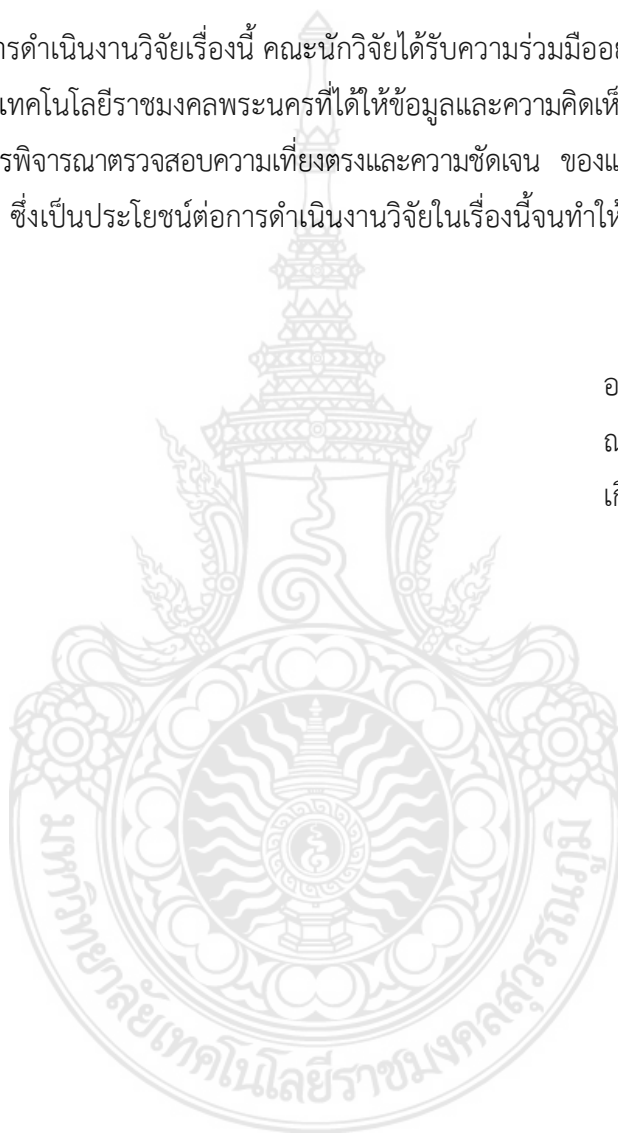 ารดำเนินงานวิจัยเรื่องนี้ คณะนักวิจัยได้รับความร่วมมืออย
เทคโนโลยีราชมงคลพระนครที่ได้ให้ข้อมูลและความคิดเห็
รพิจารณาตรวจสอบความเที่ยงตรงและความชัดเจน ของแ
ซึ่งเป็นประโยชน์ต่อการดำเนินงานวิจัยในเรื่องนี้จนทำให้
อ
ณ
เกี
มหาวิทยาลัยเทคโนโลยีราชมงคลสุวรรณภูมิ